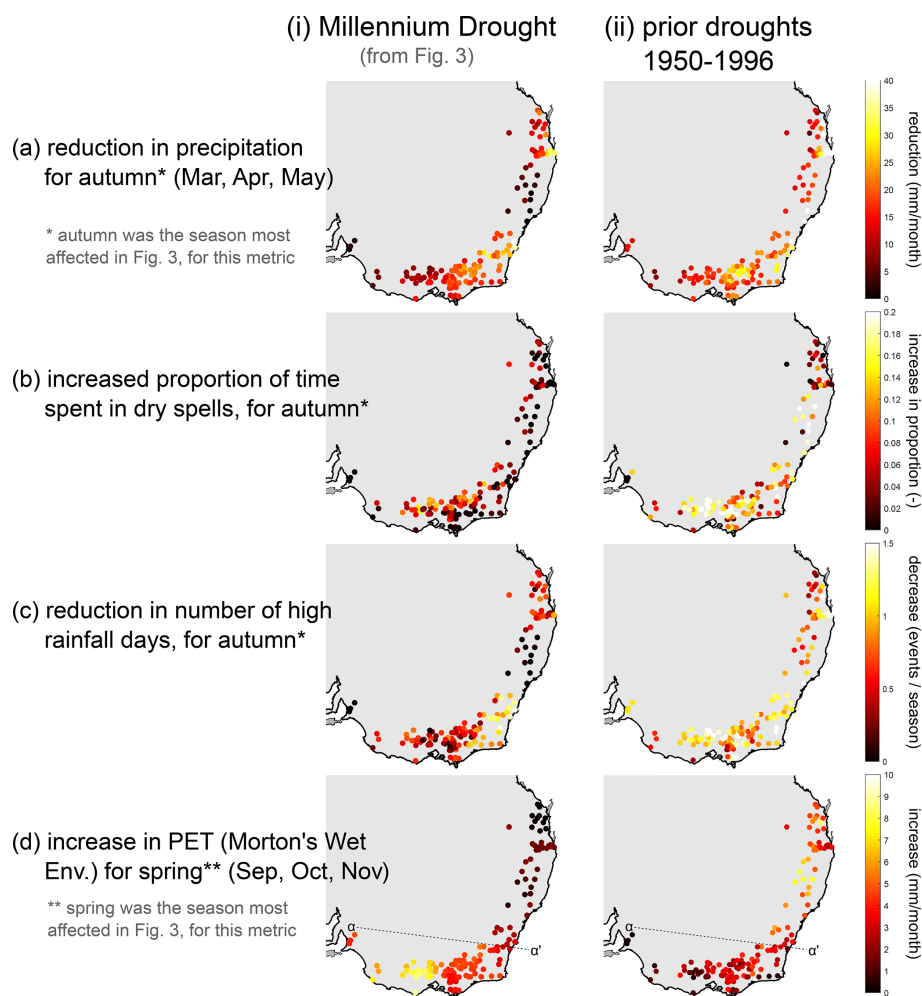 (i) Millennium Drought
(from Fig. 3)
(ii) prior droughts
1950-1996
(a) reduction in precipitation
for autumn* (Mar, Apr, May)
* autumn was the season most
affected in Fig. 3, for this metric
40
35
30
25
20
15
10
5
0
reduction (mm/month)
(b) increased proportion of time
spent in dry spells, for autumn*
0.2
0.18
0.16
0.14
0.12
0.1
0.08
0.06
0.04
0.02
0
increase in proportion (-)
(c) reduction in number of high
rainfall days, for autumn*
1.5
1
0.5
0
decrease (events / season)
(d) increase in PET (Morton's Wet
Env.) for spring** (Sep, Oct, Nov)
** spring was the season most
affected in Fig. 3, for this metric
α
α'
α
α'
10
9
8
7
6
5
4
3
2
1
0
increase (mm/month)